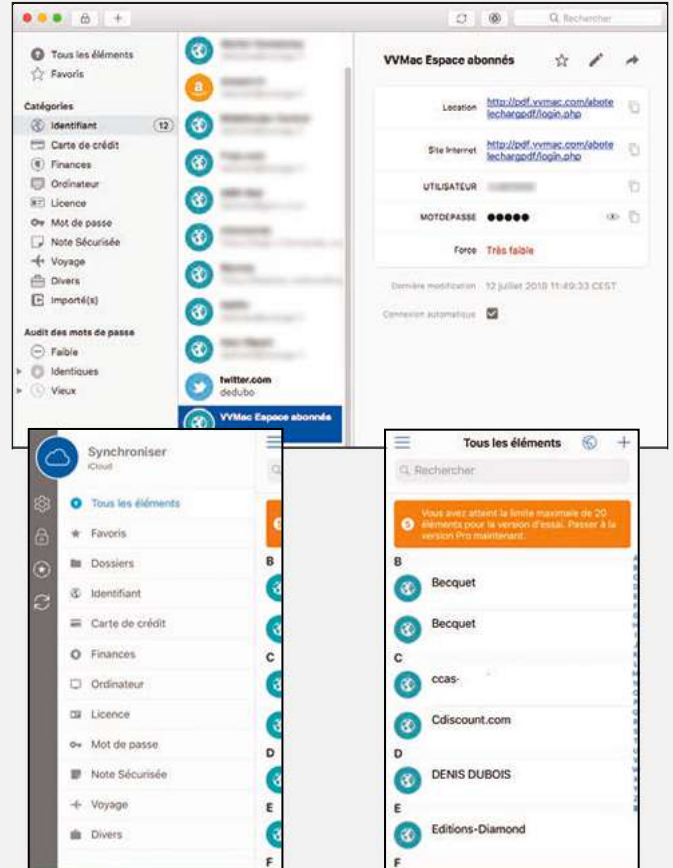 Rechercher
Tous les éléments
Favoris
Catégories
Identifiant 12
Carte de crédit
Finances
Ordinateur
Licence
Mot de passe
Note Sécurisée
Voyage
Divers
Importé(s)
Audit des mots de passe
Faible
Identiques
Vieux
twitter.com
dedubo
VVMac Espace abonnés
VVMac Espace abonnés
Location http://pdf.vvmac.com/abote
lechargpdf/login.php
Site Internet http://pdf.vvmac.com/abote
lechargpdf/login.php
UTILISATEUR
MOTDEPASSE ●●●●●
Force Très faible
Dernière modification 12 juillet 2018 11:49:33 CEST
Connexion automatique
Synchroniser
iCloud
Tous les éléments
Favoris
Dossiers
Identifiant
Carte de crédit
Finances
Ordinateur
Licence
Mot de passe
Note Sécurisée
Voyage
Divers
B
C
D
E
F
Tous les éléments
Rechercher
Vous avez atteint la limite maximale de 20
éléments pour la version d'essai. Passer à la
version Pro maintenant.
B
Becquet
Becquet
C
ccas-
Cdiscount.com
D
DENIS DUBOIS
E
Editions-Diamond
F